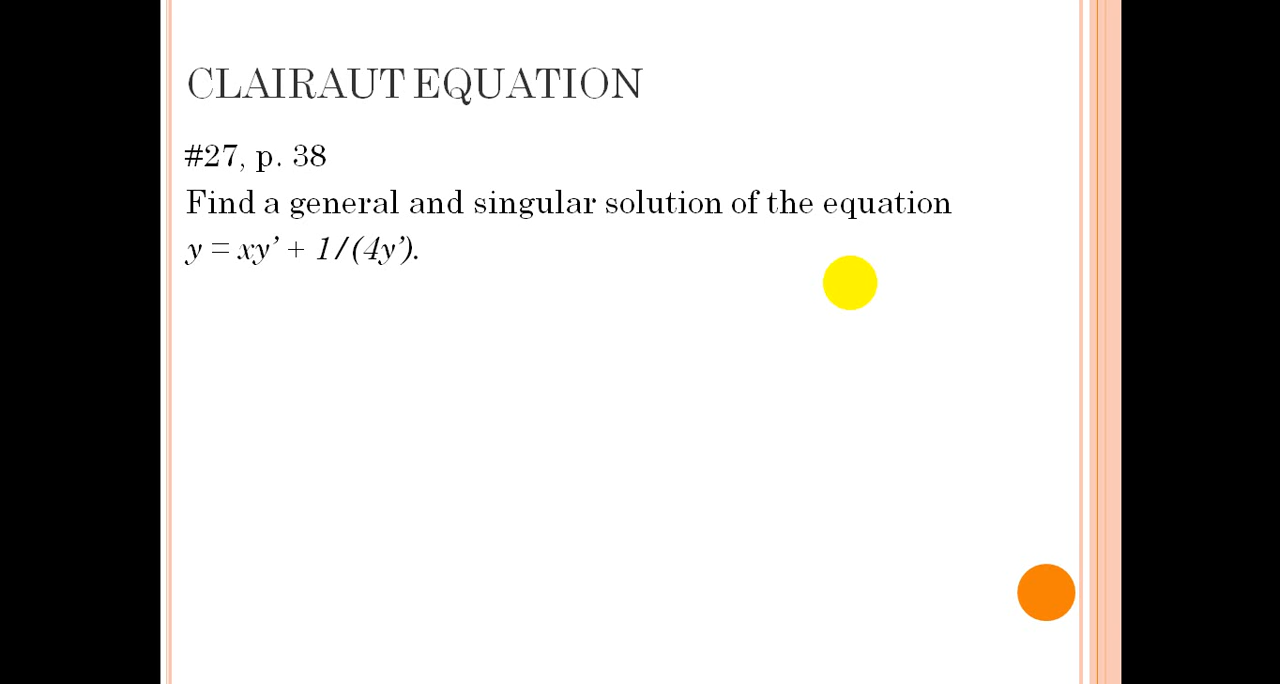 CLAIRAUT EQUATION
#27, p. 38
Find a general and singular solution of the equation
y = xy’ + 1/(4y’).